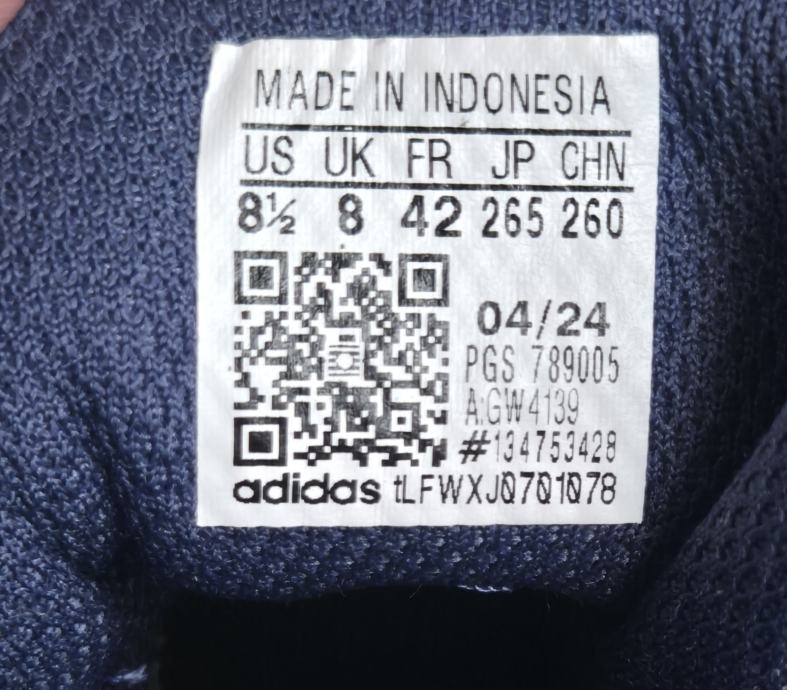 MADE IN INDONESIA
US UK FR JP CHN
8½ 8 42 265 260
04/24
PGS 789005
A:GW4139
#134753428
adidas tLFWXJ0701078